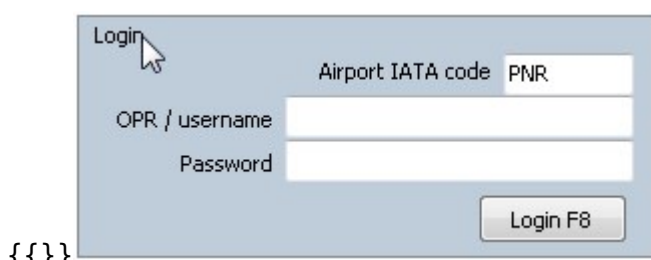 Login
Airport IATA code PNR
OPR / username
Password
Login F8
{{}}